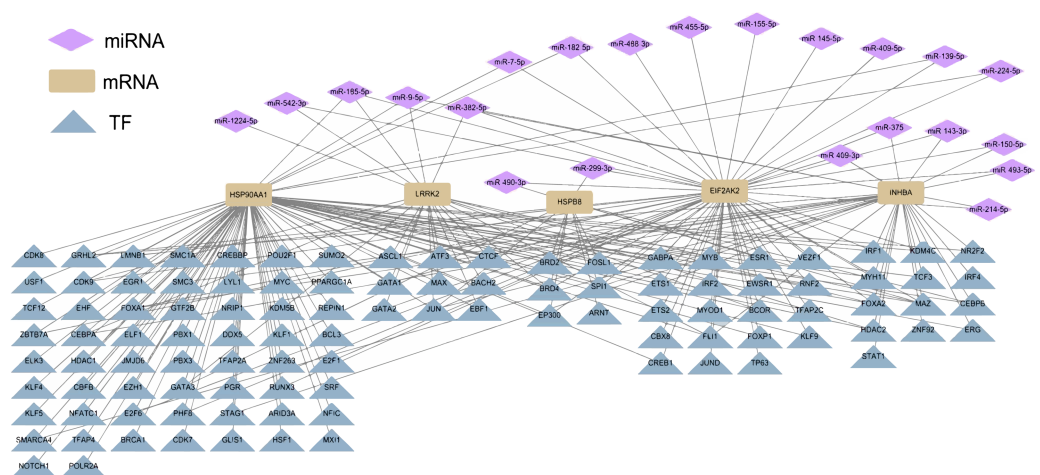 miRNA
mRNA
TF
miR 455-5p
miR-155-5p
miR 145-5p
miR-488 3p
miR-182 5p
miR-409-5p
miR-139-5p
miR-7-5p
miR-224-5p
miR-185-5p
miR-9-5p
miR-542-3p
miR-382-5p
miR-1224-5p
miR-375
miR 143-3p
miR-150-5p
miR 409-3p
miR-299-3p
miR 493-5p
miR 490-3p
miR-214-5p
HSP90AA1 LRRK2 HSPB8 EIF2AK2 INHBA
CDK8 GRHL2 LMNB1 SMC1A CREBBP POU2F1 SUMO2 ASCL1 ATF3 CTCF BRD2 FOSL1 GABPA MYB ESR1 VEZF1 IRF1 KDM4C NR2F2
USF1 CDK9 EGR1 SMC3 LYL1 MYC PPARGC1A GATA1 MAX BACH2 BRD4 SPI1 ETS1 IRF2 EWSR1 RNF2 MYH11 TCF3 IRF4
TCF12 EHF FOXA1 GTF2B NRIP1 KDM5B REPIN1 GATA2 JUN EBF1 EP300 ARNT ETS2 MYOD1 BCOR TFAP2C FOXA2 MAZ CEBPB
ZBTB7A CEBPA ELF1 PBX1 DDX5 KLF1 BCL3 CBX8 FLI1 FOXP1 KLF9 HDAC2 ZNF92 ERG
ELK3 HDAC1 JMJD6 PBX3 TFAP2A ZNF263 E2F1 CREB1 JUND TP63 STAT1
KLF4 CBFB EZH1 GATA3 PGR RUNX3 SRF
KLF5 NFATC1 E2F6 PHF8 STAG1 ARID3A NFIC
SMARCA4 TFAP4 BRCA1 CDK7 GLIS1 HSF1 MXI1
NOTCH1 POLR2A